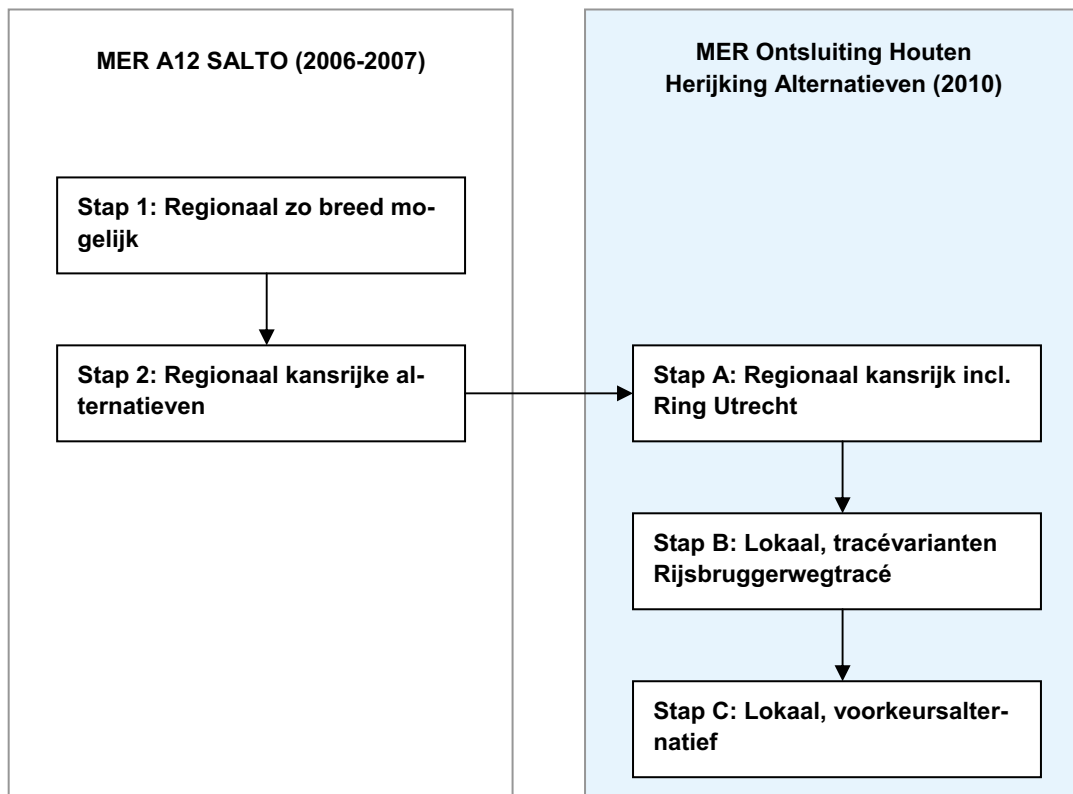 MER A12 SALTO (2006-2007)
Stap 1: Regionaal zo breed mo-
gelijk
Stap 2: Regionaal kansrijke al-
ternatieven
MER Ontsluiting Houten
Herijking Alternatieven (2010)
Stap A: Regionaal kansrijk incl.
Ring Utrecht
Stap B: Lokaal, tracévarianten
Rijsbruggerwegtracé
Stap C: Lokaal, voorkeursalter-
natief